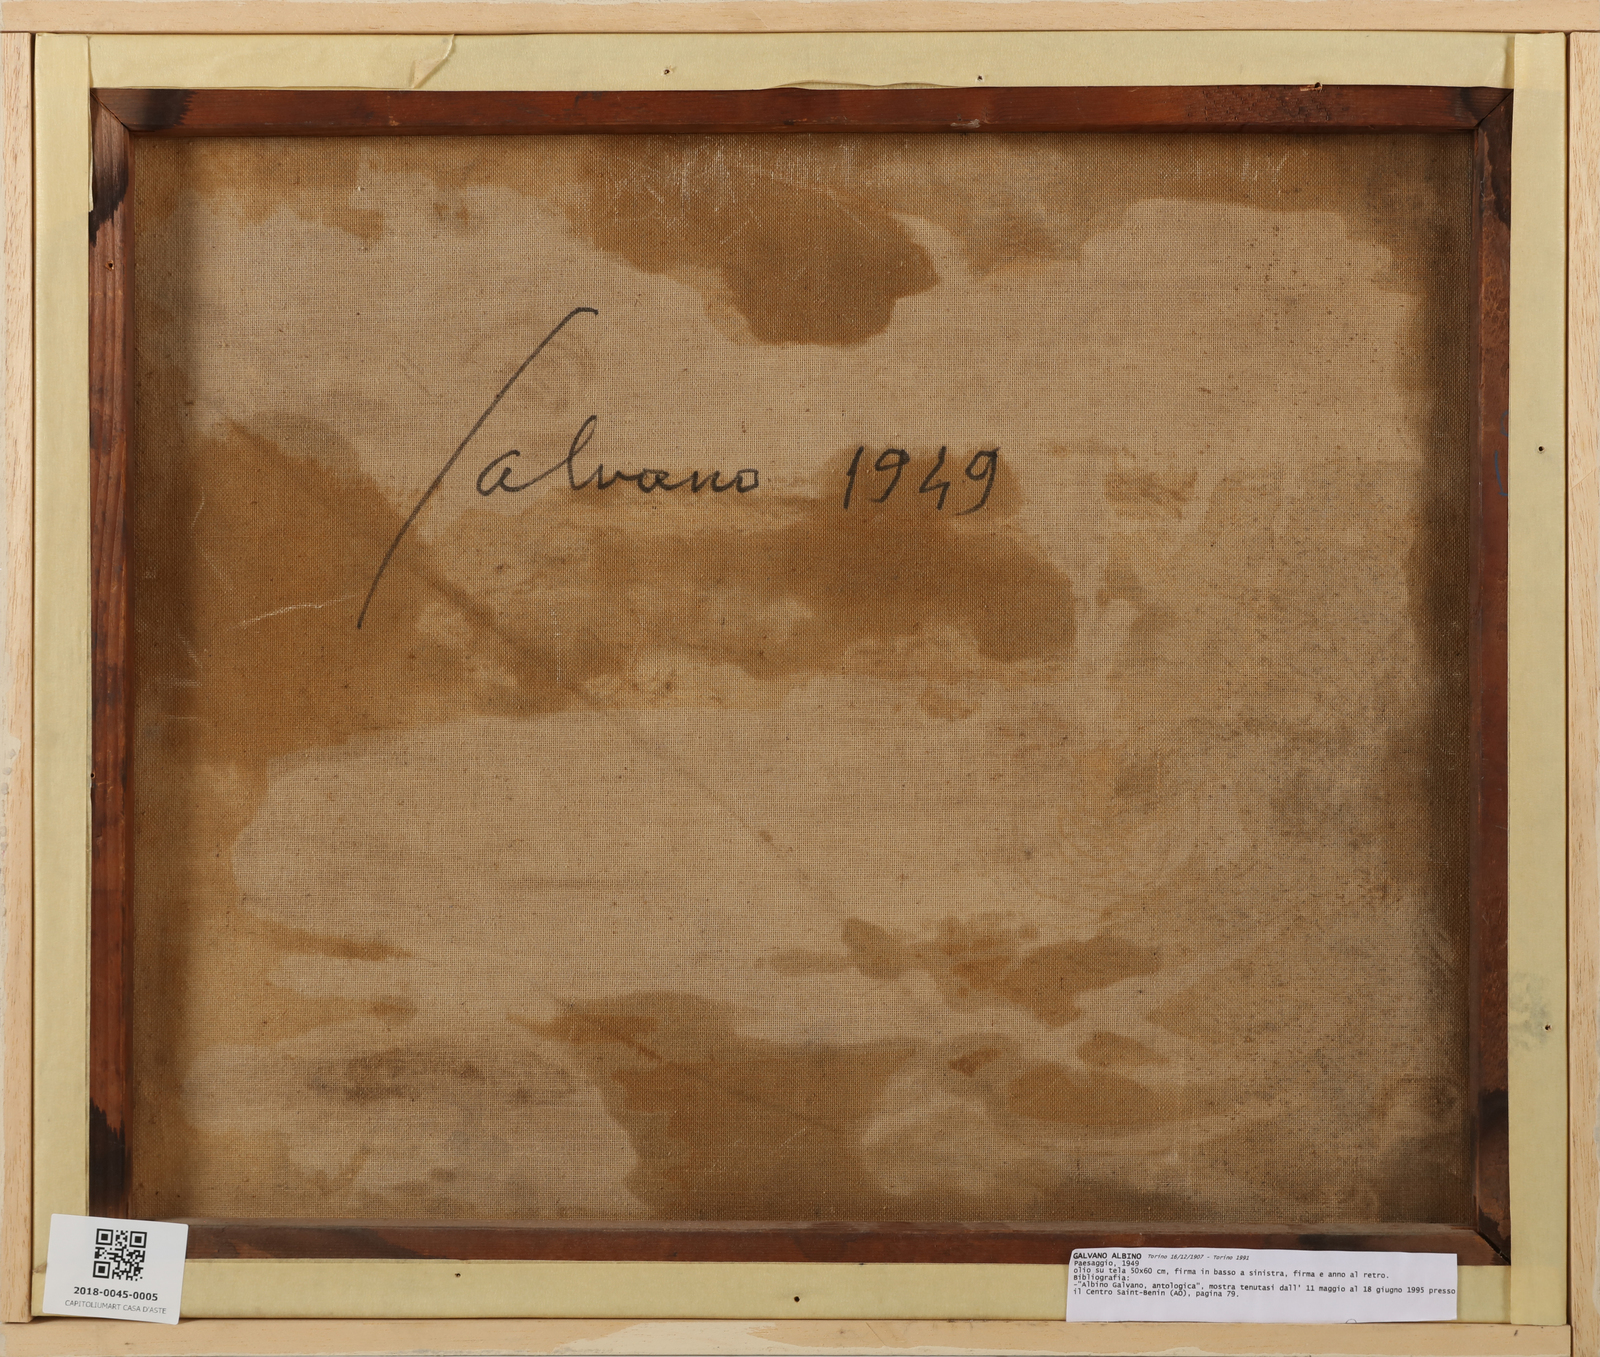 Galvano 1949
2018-0045-0005
CAPITOLIUMART CASA D'ASTE
GALVANO ALBINO Torino 16/12/1907 - Torino 1991
Paesaggio, 1949
olio su tela 50x60 cm, firma in basso a sinistra, firma e anno al retro.
Bibliografia:
-"Albino Galvano, antologica", mostra tenutasi dall' 11 maggio al 18 giugno 1995 presso
il Centro Saint-Benin (AO), pagina 79.